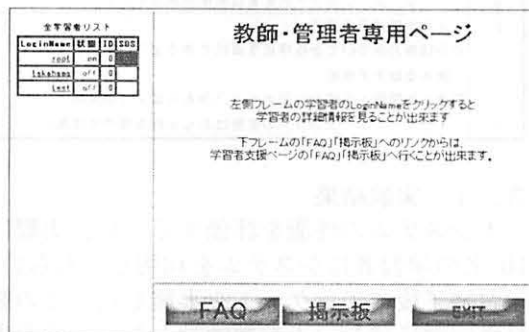 全学習者リスト
LoginName 状態 ID SOS
root on 0
takahasi off 0
test off 0
教師・管理者専用ページ
左側フレームの学習者のLoginNameをクリックすると
学習者の詳細情報を見ることが出来ます
下フレームの「FAQ」「掲示板」へのリンクからは、
学習者支援ページの「FAQ」「掲示板」へ行くことが出来ます。
FAQ 掲示板 EXIT